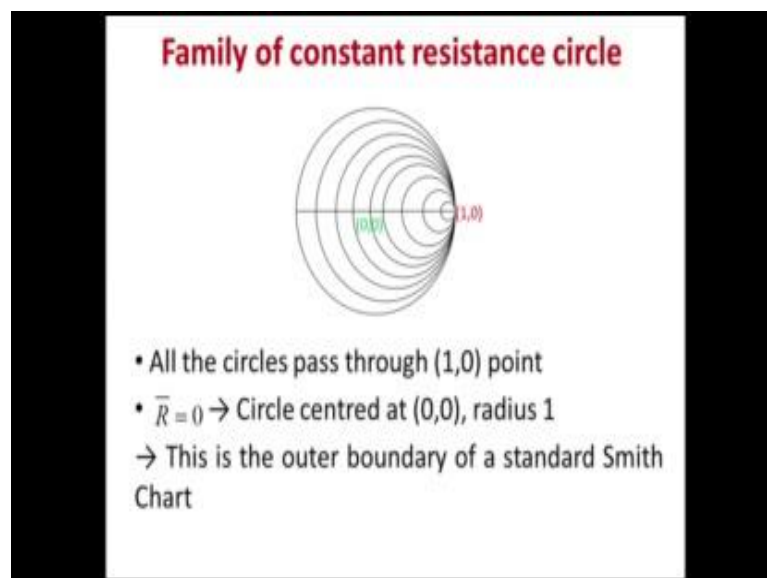 Family of constant resistance circle
(1,0)
(0,0)
• All the circles pass through (1,0) point
• R̅ = 0 → Circle centred at (0,0), radius 1
→ This is the outer boundary of a standard Smith
Chart